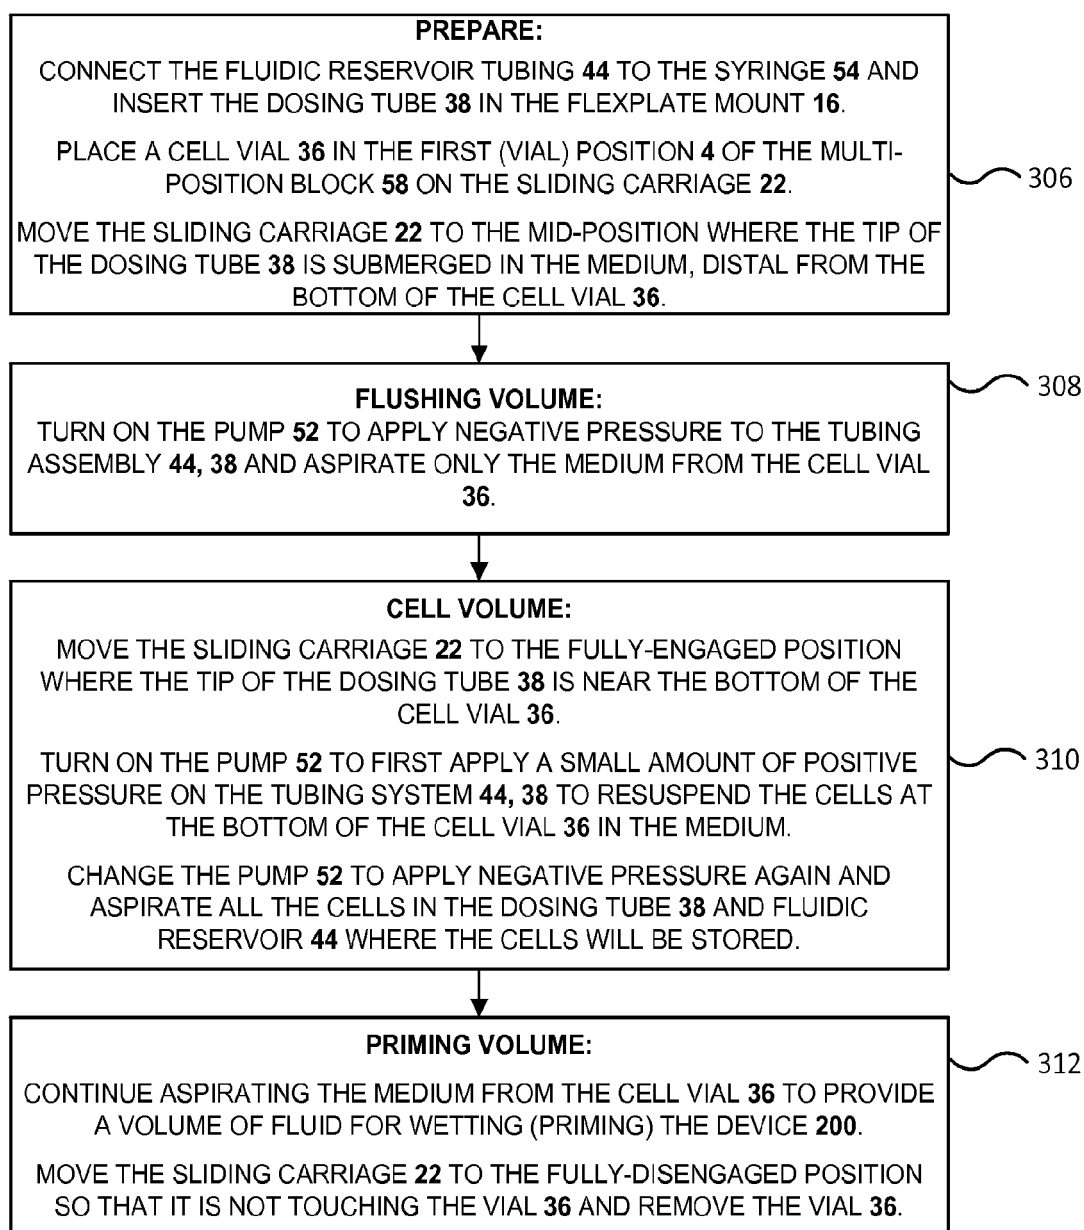 PREPARE:
CONNECT THE FLUIDIC RESERVOIR TUBING 44 TO THE SYRINGE 54 AND
INSERT THE DOSING TUBE 38 IN THE FLEXPLATE MOUNT 16.
PLACE A CELL VIAL 36 IN THE FIRST (VIAL) POSITION 4 OF THE MULTI-
POSITION BLOCK 58 ON THE SLIDING CARRIAGE 22.
MOVE THE SLIDING CARRIAGE 22 TO THE MID-POSITION WHERE THE TIP OF
THE DOSING TUBE 38 IS SUBMERGED IN THE MEDIUM, DISTAL FROM THE
BOTTOM OF THE CELL VIAL 36.
306
FLUSHING VOLUME:
TURN ON THE PUMP 52 TO APPLY NEGATIVE PRESSURE TO THE TUBING
ASSEMBLY 44, 38 AND ASPIRATE ONLY THE MEDIUM FROM THE CELL VIAL
36.
308
CELL VOLUME:
MOVE THE SLIDING CARRIAGE 22 TO THE FULLY-ENGAGED POSITION
WHERE THE TIP OF THE DOSING TUBE 38 IS NEAR THE BOTTOM OF THE
CELL VIAL 36.
TURN ON THE PUMP 52 TO FIRST APPLY A SMALL AMOUNT OF POSITIVE
PRESSURE ON THE TUBING SYSTEM 44, 38 TO RESUSPEND THE CELLS AT
THE BOTTOM OF THE CELL VIAL 36 IN THE MEDIUM.
CHANGE THE PUMP 52 TO APPLY NEGATIVE PRESSURE AGAIN AND
ASPIRATE ALL THE CELLS IN THE DOSING TUBE 38 AND FLUIDIC
RESERVOIR 44 WHERE THE CELLS WILL BE STORED.
310
PRIMING VOLUME:
CONTINUE ASPIRATING THE MEDIUM FROM THE CELL VIAL 36 TO PROVIDE
A VOLUME OF FLUID FOR WETTING (PRIMING) THE DEVICE 200.
MOVE THE SLIDING CARRIAGE 22 TO THE FULLY-DISENGAGED POSITION
SO THAT IT IS NOT TOUCHING THE VIAL 36 AND REMOVE THE VIAL 36.
312